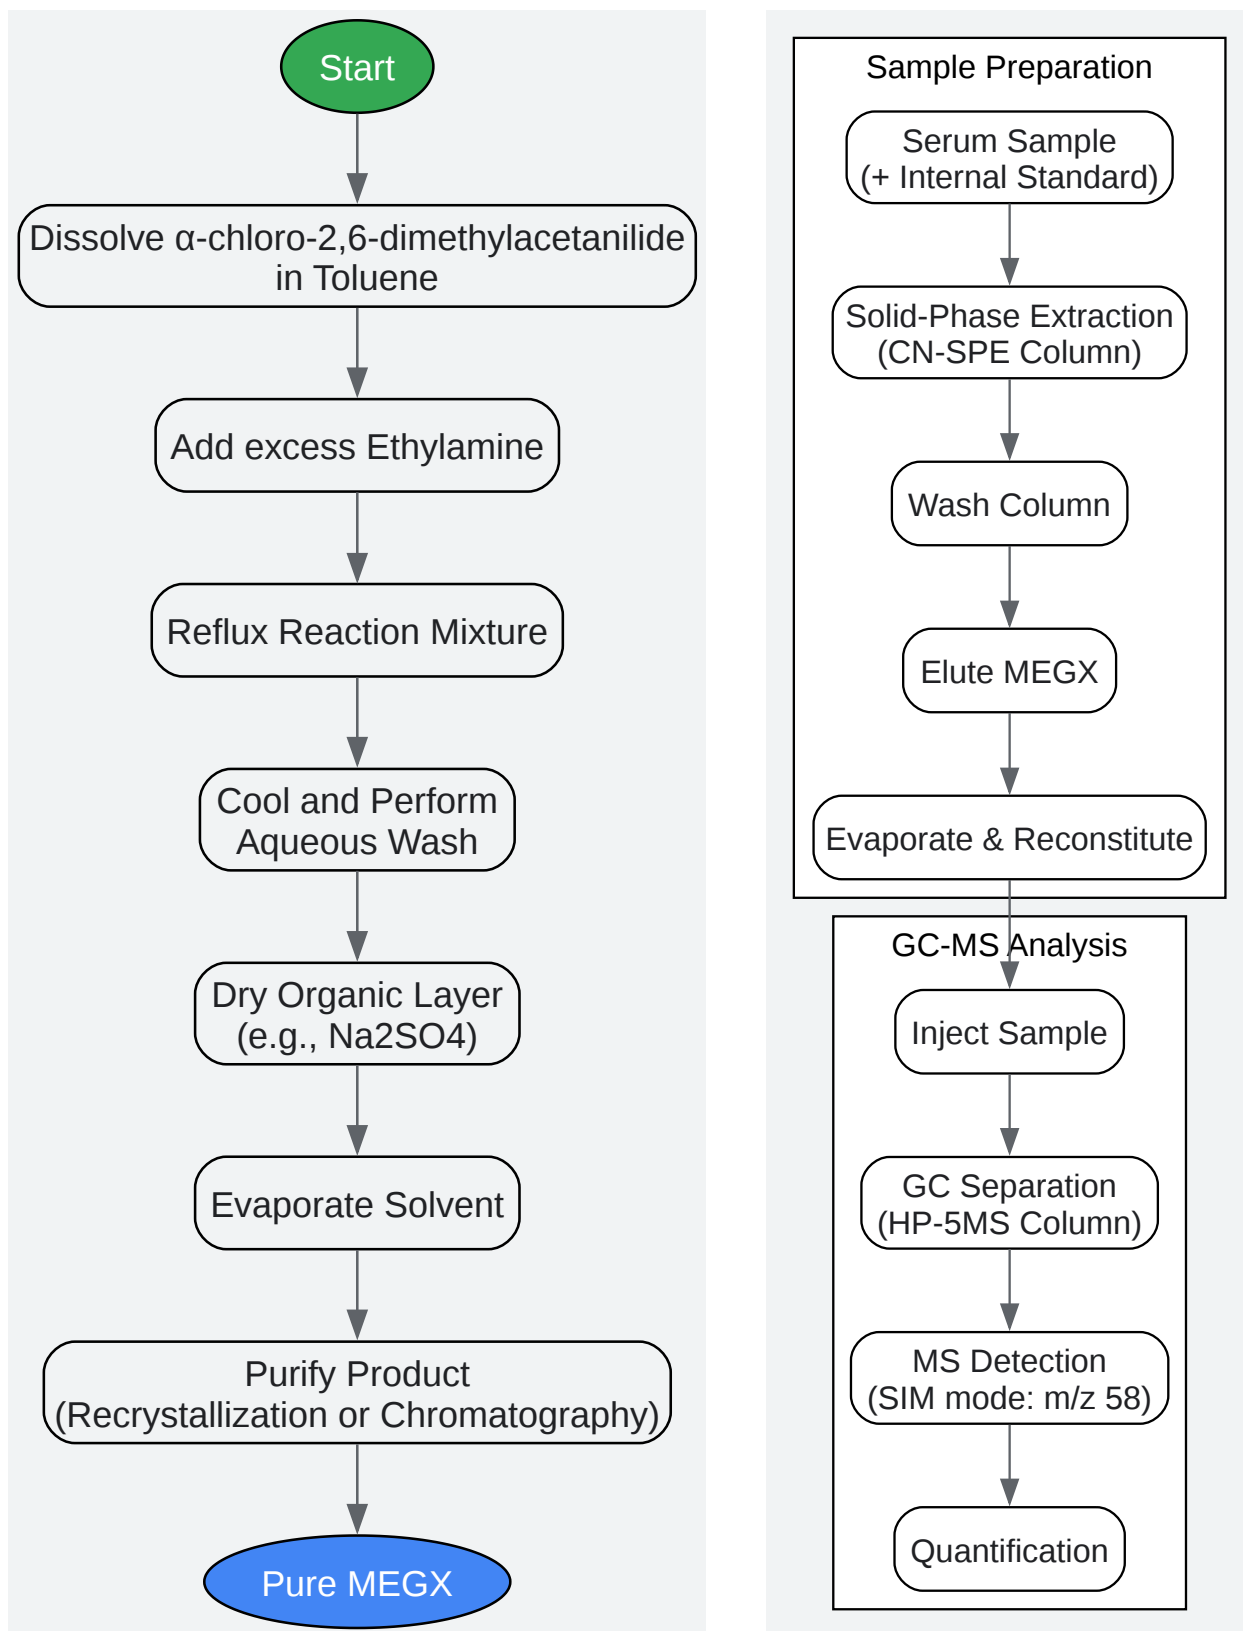 Start
Dissolve α-chloro-2,6-dimethylacetanilide
in Toluene
Add excess Ethylamine
Reflux Reaction Mixture
Cool and Perform
Aqueous Wash
Dry Organic Layer
(e.g., Na2SO4)
Evaporate Solvent
Purify Product
(Recrystallization or Chromatography)
Pure MEGX
Sample Preparation
Serum Sample
(+ Internal Standard)
Solid-Phase Extraction
(CN-SPE Column)
Wash Column
Elute MEGX
Evaporate & Reconstitute
GC-MS Analysis
Inject Sample
GC Separation
(HP-5MS Column)
MS Detection
(SIM mode: m/z 58)
Quantification